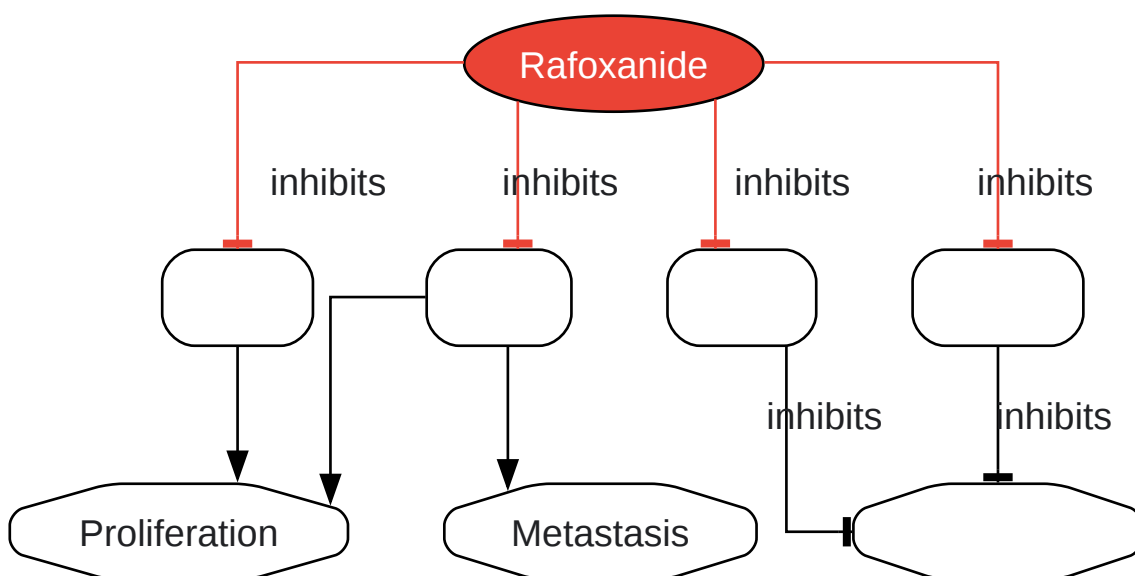 Rafoxanide
inhibits
inhibits
inhibits
inhibits
inhibits
inhibits
Proliferation
Metastasis